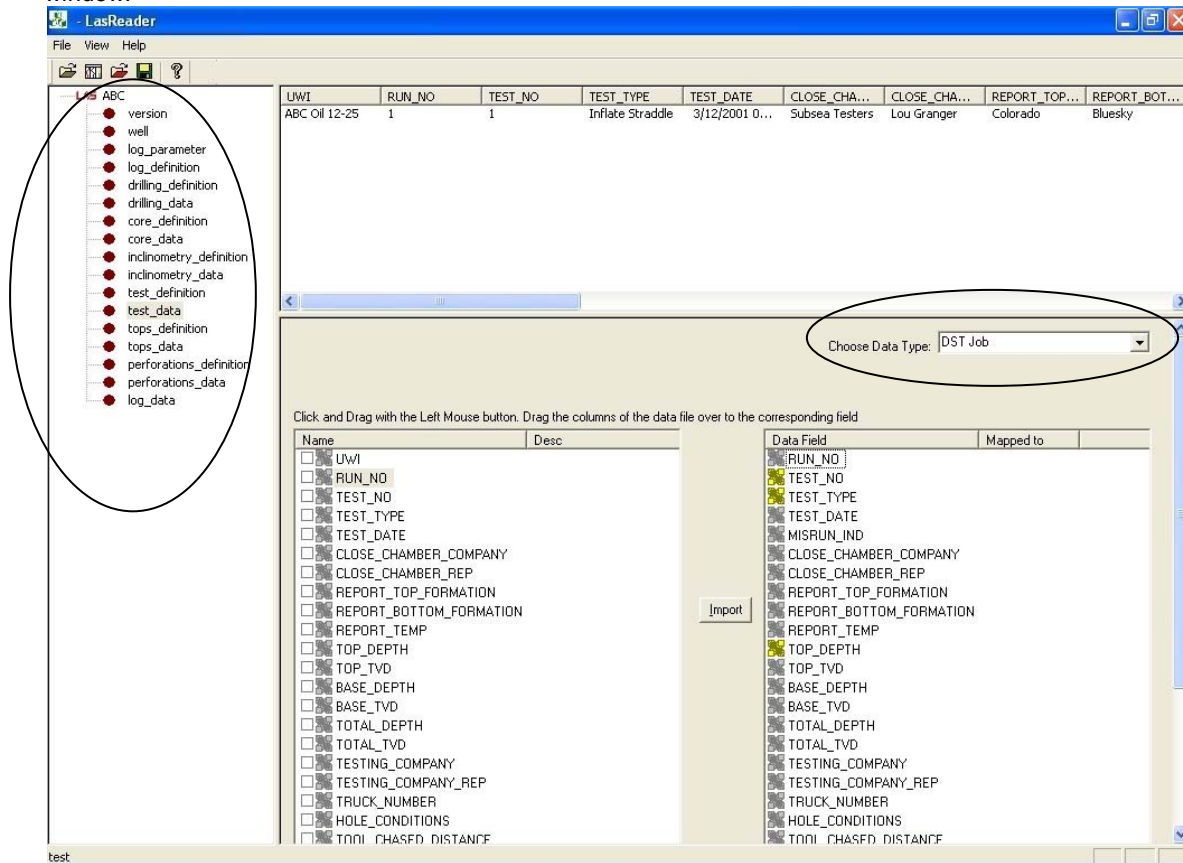 - LasReader
File View Help
LAS ABC
version
well
log_parameter
log_definition
drilling_definition
drilling_data
core_definition
core_data
inclinometry_definition
inclinometry_data
test_definition
test_data
tops_definition
tops_data
perforations_definition
perforations_data
log_data
UWI RUN_NO TEST_NO TEST_TYPE TEST_DATE CLOSE_CHA... CLOSE_CHA... REPORT_TOP... REPORT_BOT...
ABC Oil 12-25 1 1 Inflate Straddle 3/12/2001 0... Subsea Testers Lou Granger Colorado Bluesky
Choose Data Type: DST Job
Click and Drag with the Left Mouse button. Drag the columns of the data file over to the corresponding field
Name Desc
UWI
RUN_NO
TEST_NO
TEST_TYPE
TEST_DATE
CLOSE_CHAMBER_COMPANY
CLOSE_CHAMBER_REP
REPORT_TOP_FORMATION
REPORT_BOTTOM_FORMATION
REPORT_TEMP
TOP_DEPTH
TOP_TVD
BASE_DEPTH
BASE_TVD
TOTAL_DEPTH
TOTAL_TVD
TESTING_COMPANY
TESTING_COMPANY_REP
TRUCK_NUMBER
HOLE_CONDITIONS
TOOL_CHASED_DISTANCE
Import
Data Field Mapped to
RUN_NO
TEST_NO
TEST_TYPE
TEST_DATE
MISRUN_IND
CLOSE_CHAMBER_COMPANY
CLOSE_CHAMBER_REP
REPORT_TOP_FORMATION
REPORT_BOTTOM_FORMATION
REPORT_TEMP
TOP_DEPTH
TOP_TVD
BASE_DEPTH
BASE_TVD
TOTAL_DEPTH
TOTAL_TVD
TESTING_COMPANY
TESTING_COMPANY_REP
TRUCK_NUMBER
HOLE_CONDITIONS
TOOL_CHASED_DISTANCE
test